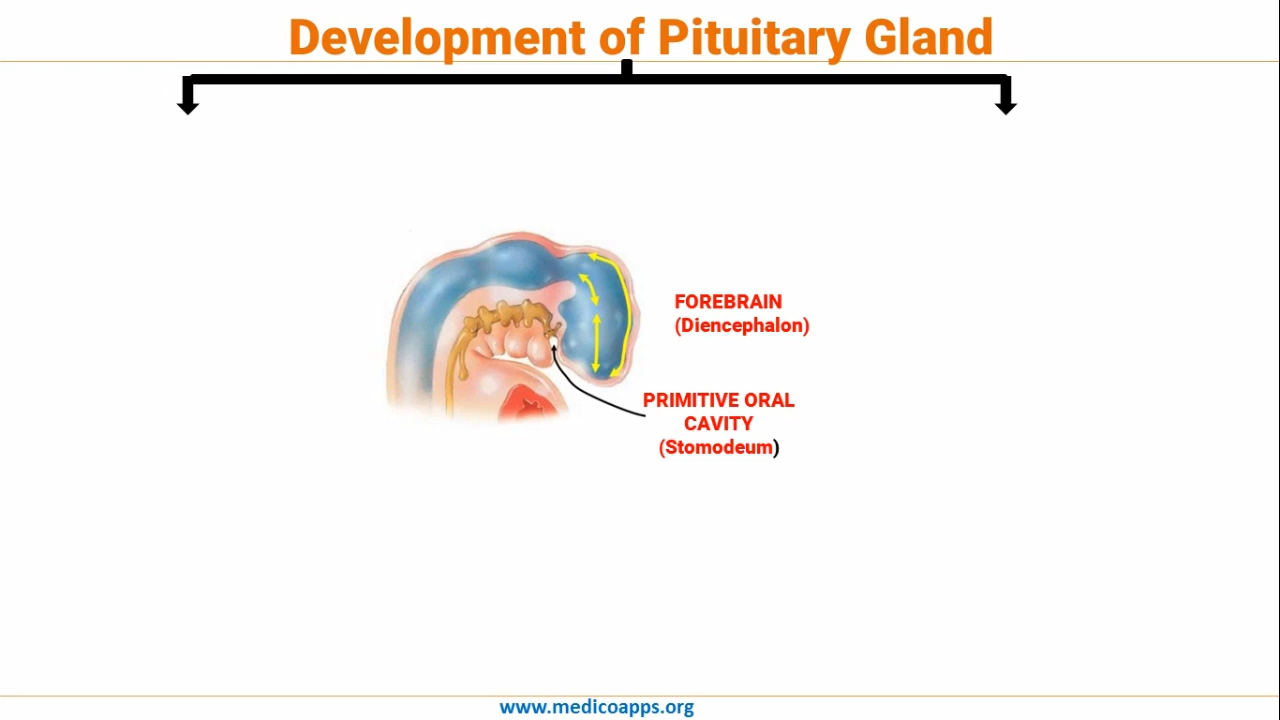 Development of Pituitary Gland
FOREBRAIN
(Diencephalon)
PRIMITIVE ORAL
CAVITY
(Stomodeum)
www.medicoapps.org